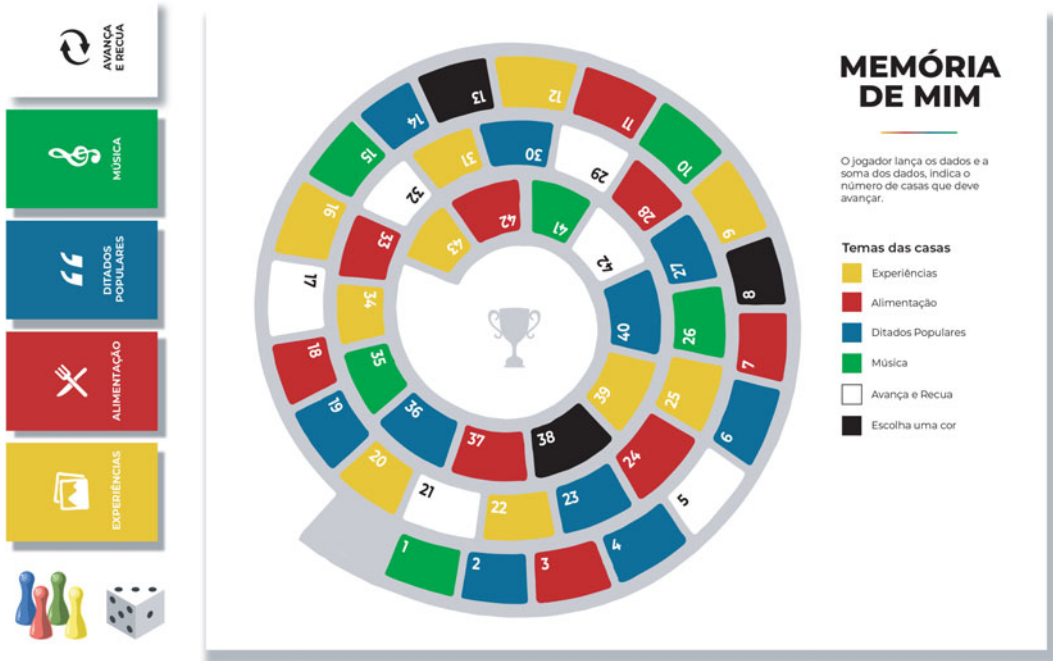 AVANÇA
E RECUA
MÚSICA
DITADOS
POPULARES
ALIMENTAÇÃO
EXPERIÊNCIAS
MEMÓRIA
DE MIM
O jogador lança os dados e a
soma dos dados, indica o
número de casas que deve
avançar.
Temas das casas
Experiências
Alimentação
Ditados Populares
Música
Avança e Recua
Escolha uma cor
1
2
3
4
5
6
7
8
9
10
11
12
13
14
15
16
17
18
19
20
21
22
23
24
25
26
27
28
29
30
31
32
33
34
35
36
37
38
39
40
42
41
42
43